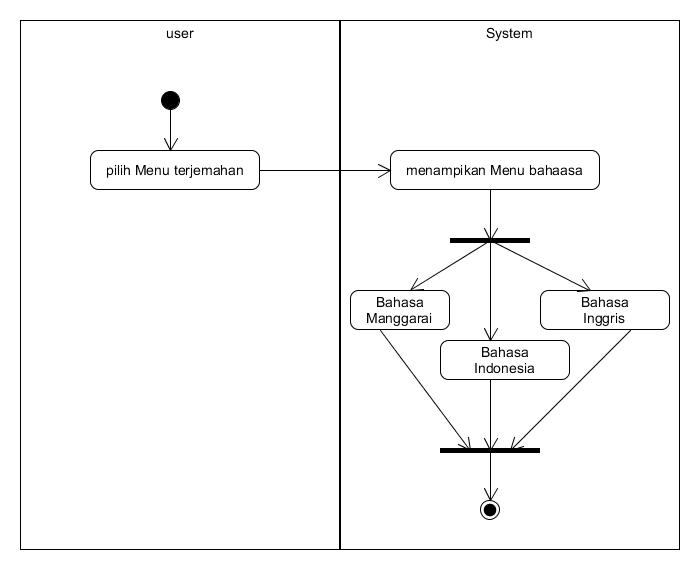 user
System
pilih Menu terjemahan
menampikan Menu bahaasa
Bahasa
Manggarai
Bahasa
Inggris
Bahasa
Indonesia